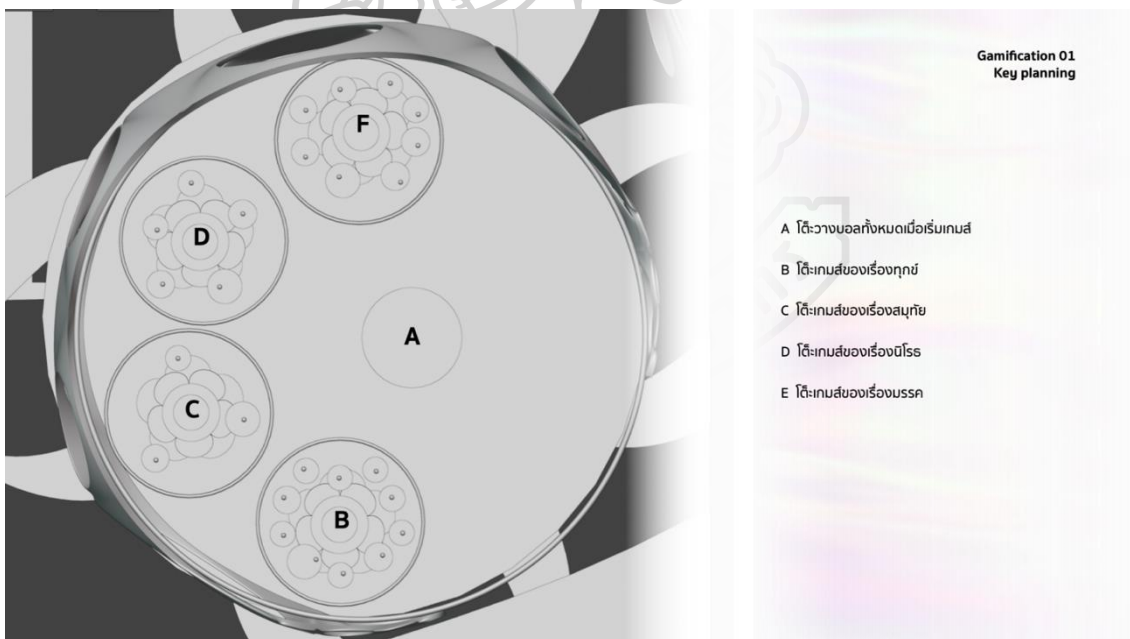 Gamification 01
Key planning
F
D
A
C
B
A โต๊ะวางบอลทั้งหมดเมื่อเริ่มเกมส์
B โต๊ะเกมส์ของเรื่องทุกข์
C โต๊ะเกมส์ของเรื่องสมุทัย
D โต๊ะเกมส์ของเรื่องนิโรธ
E โต๊ะเกมส์ของเรื่องมรรค